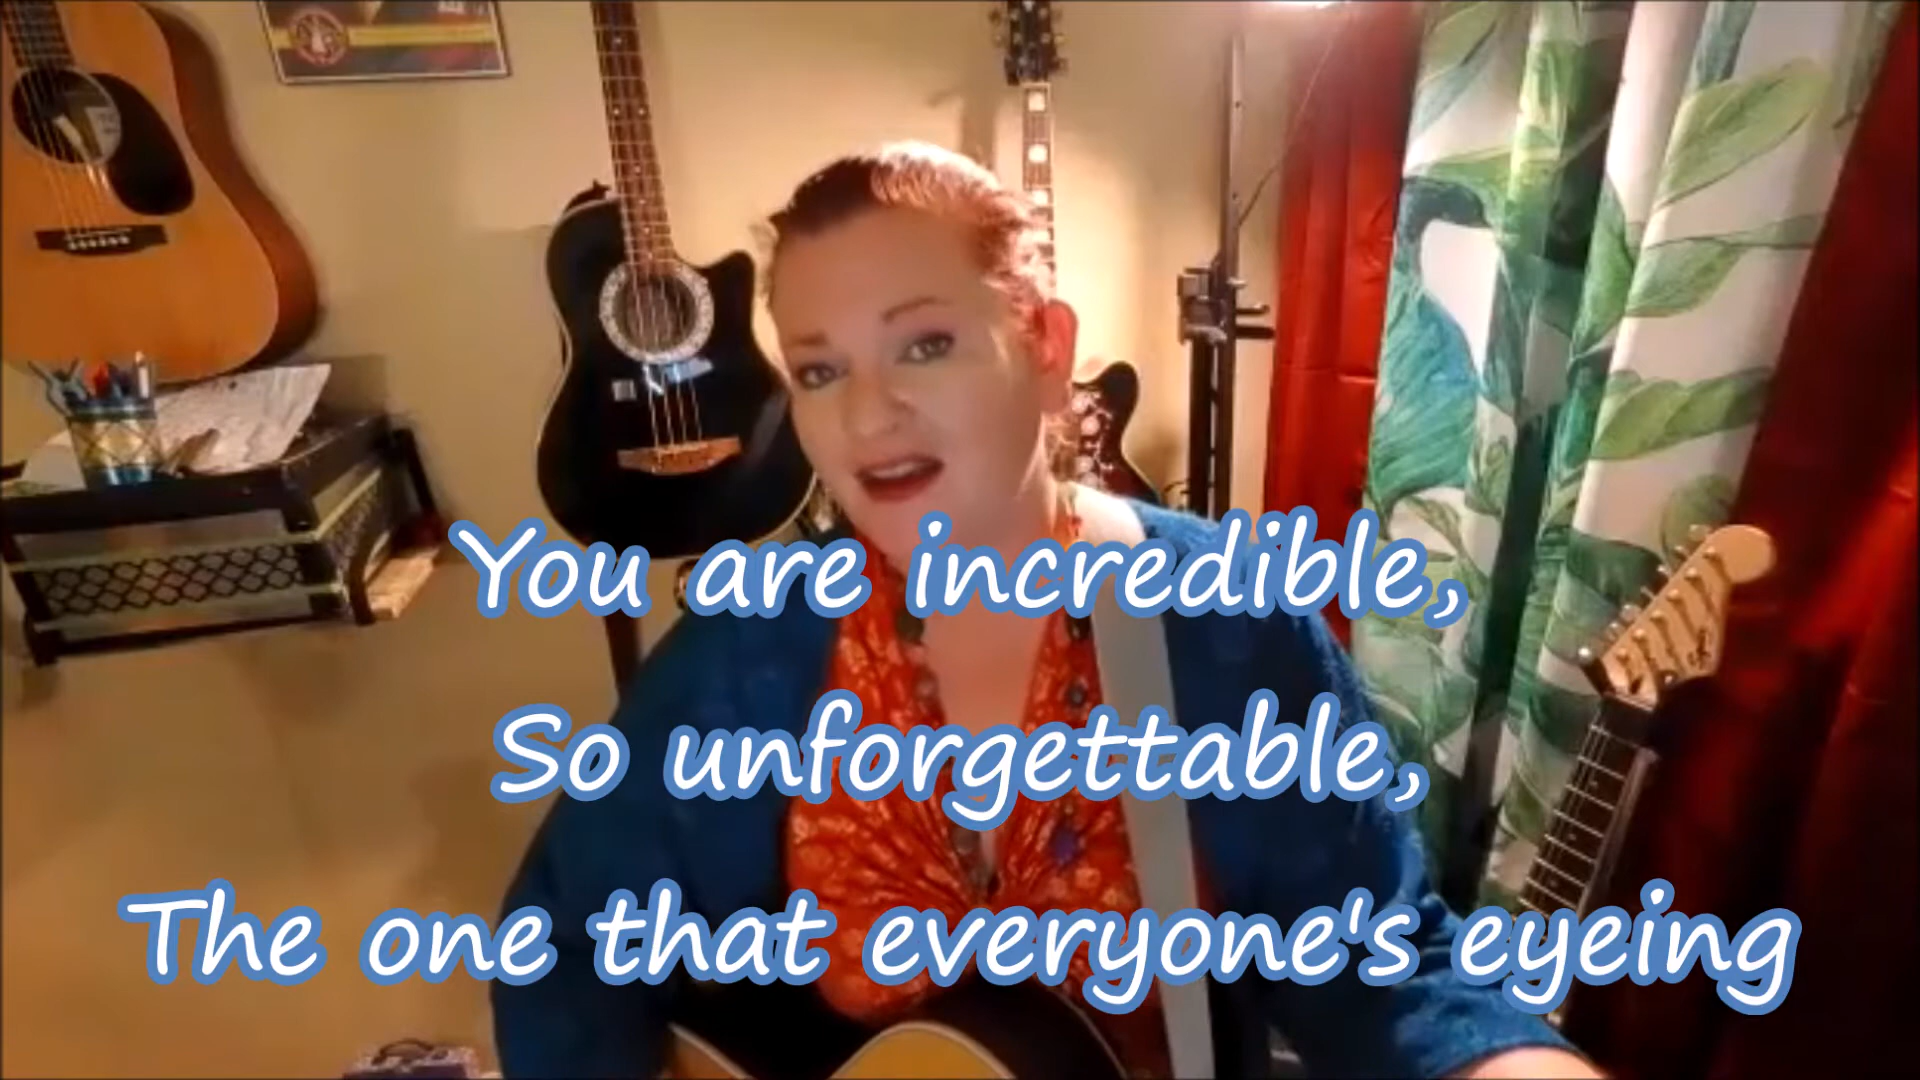 You are incredible,
So unforgettable,
The one that everyone's eyeing